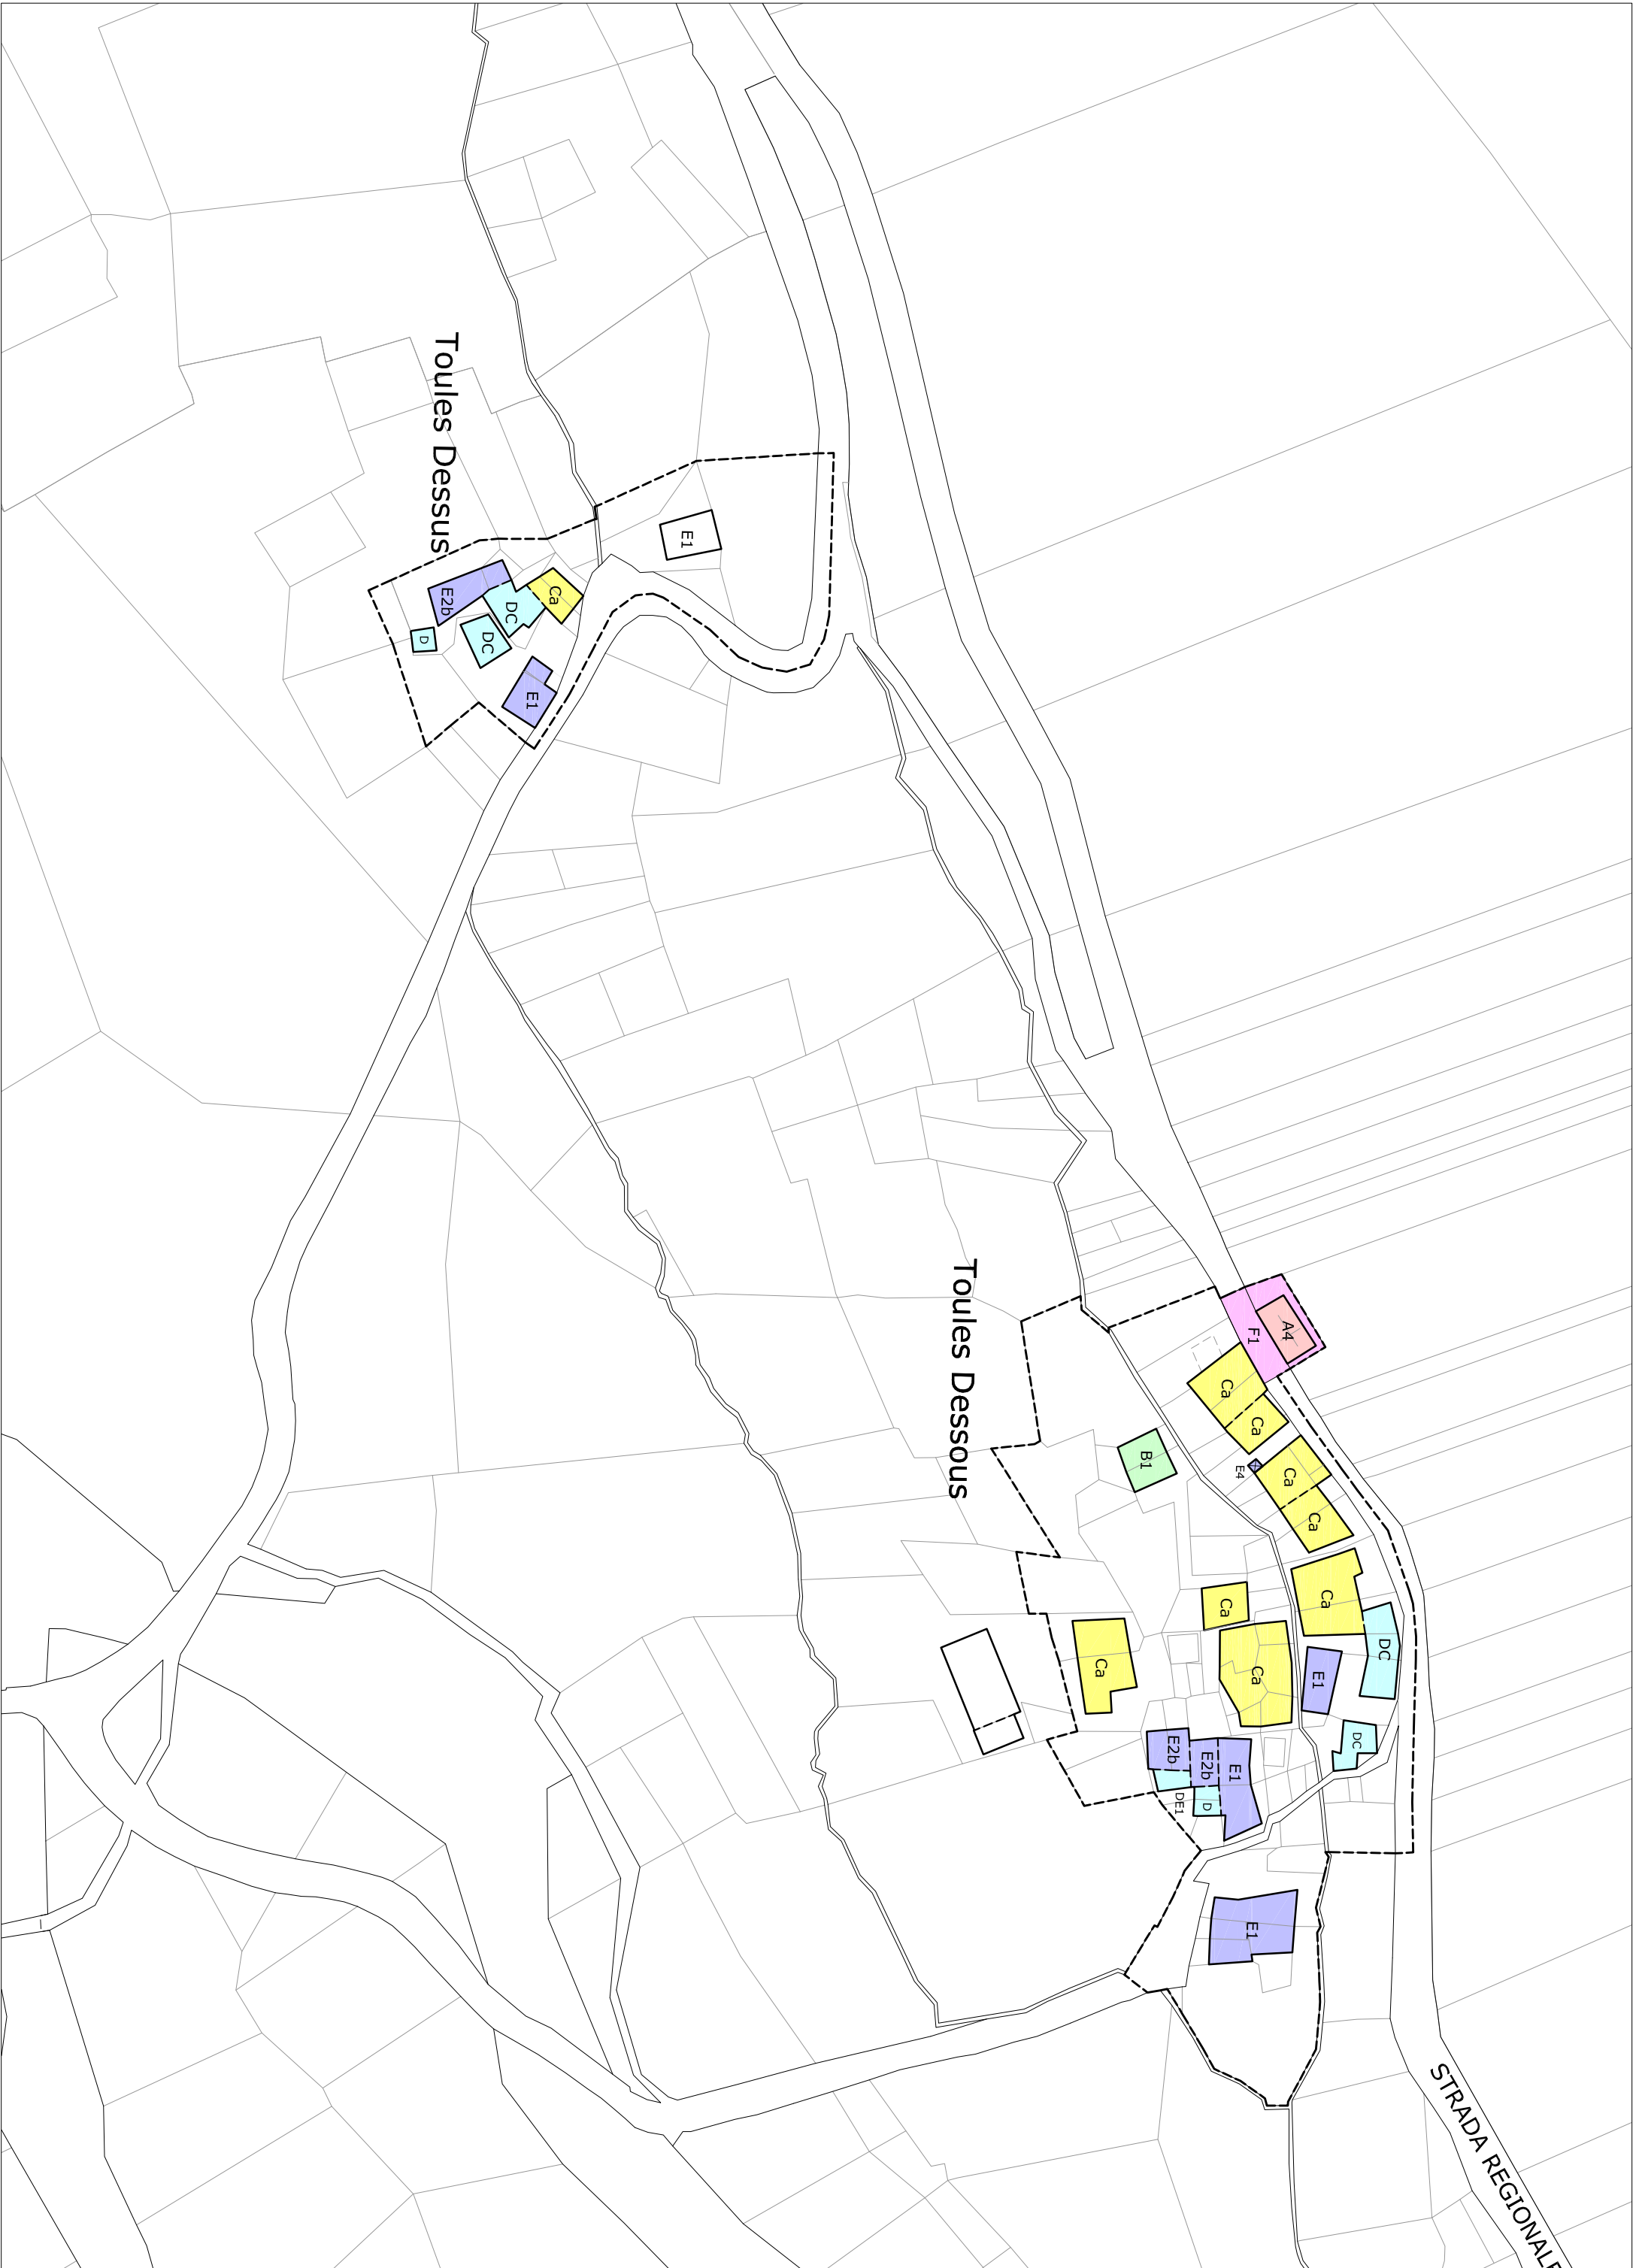 Toules Dessus
E1
Ca
E2b
DC
DC
D
E1
Toules Dessous
A4
F1
Ca
Ca
B1
E4
Ca
Ca
Ca
Ca
DC
Ca
Ca
E1
DC
E2b
E2b
E1
DE1
D
E1
STRADA REGIONALE